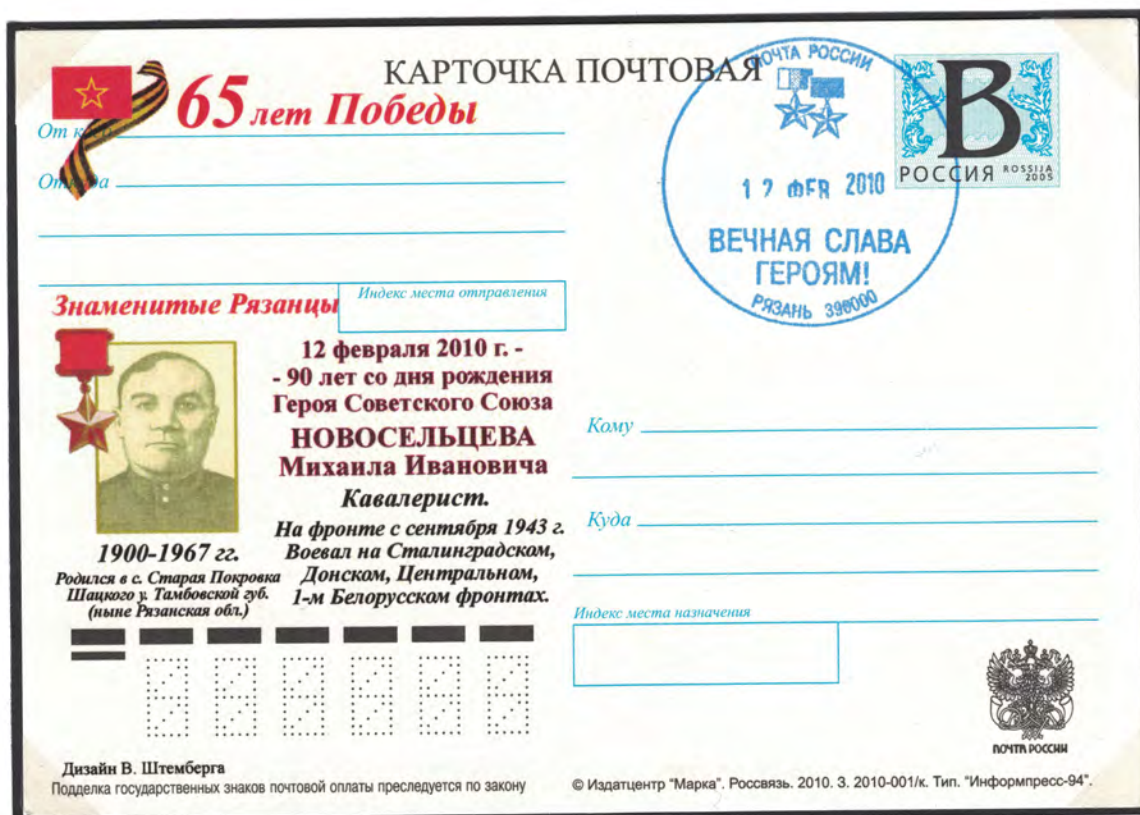 КАРТОЧКА ПОЧТОВАЯ
65 лет Победы
От кого
Откуда
ПОЧТА РОССИИ
12 ФЕВ 2010
ВЕЧНАЯ СЛАВА
ГЕРОЯМ!
РЯЗАНЬ 390000
В
РОССИЯ ROSSIJA
2005
Знаменитые Рязанцы
Индекс места отправления
12 февраля 2010 г. -
- 90 лет со дня рождения
Героя Советского Союза
НОВОСЕЛЬЦЕВА
Михаила Ивановича
Кавалерист.
На фронте с сентября 1943 г.
Воевал на Сталинградском,
Донском, Центральном,
1-м Белорусском фронтах.
1900-1967 гг.
Родился в с. Старая Покровка
Шацкого у. Тамбовской губ.
(ныне Рязанская обл.)
Кому
Куда
Индекс места назначения
ПОЧТА РОССИИ
Дизайн В. Штемберга
Подделка государственных знаков почтовой оплаты преследуется по закону
© Издатцентр "Марка". Россвязь. 2010. З. 2010-001/к. Тип. "Информпресс-94".